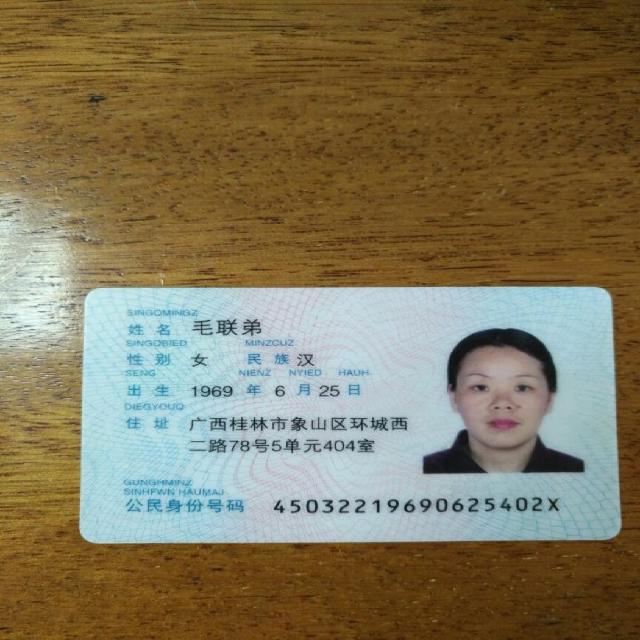 SINGQMINGZ
姓名 毛联弟
SINGQBIED MINZCUZ
性别 女 民族 汉
SENG NIENZ NYIED HAUH
出生 1969 年 6 月 25 日
DIEGYOUQ
住址 广西桂林市象山区环城西
二路78号5单元404室
GUNGHMINZ
SINHFWN HAUMAJ
公民身份号码 45032219690625402X